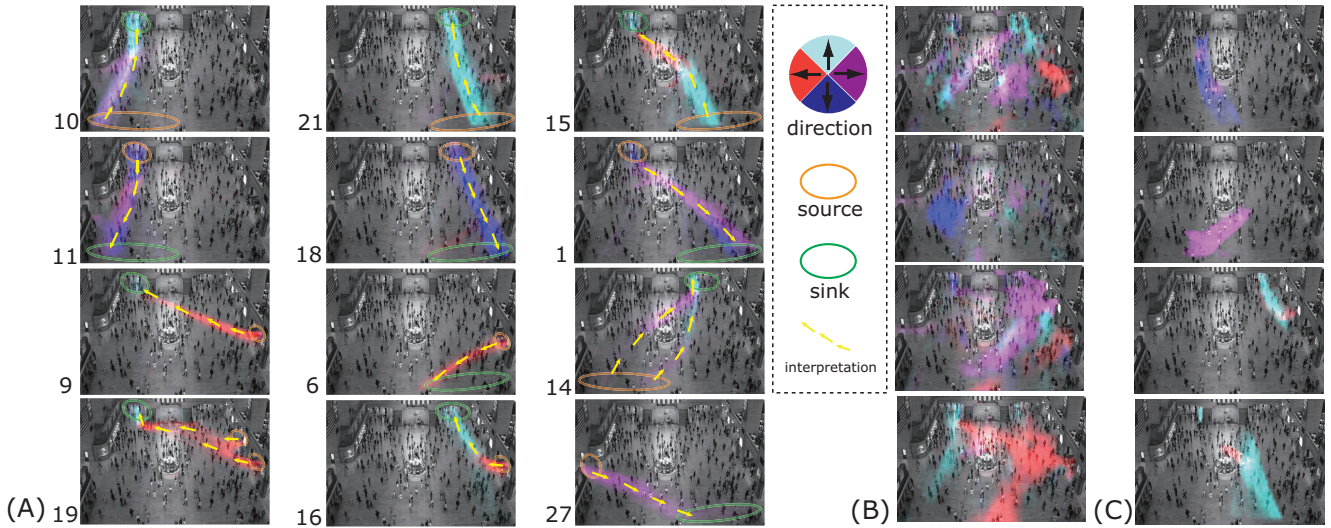 10
21
15
direction
source
11
18
1
sink
9
6
14
interpretation
(A)
19
16
27
(B)
(C)